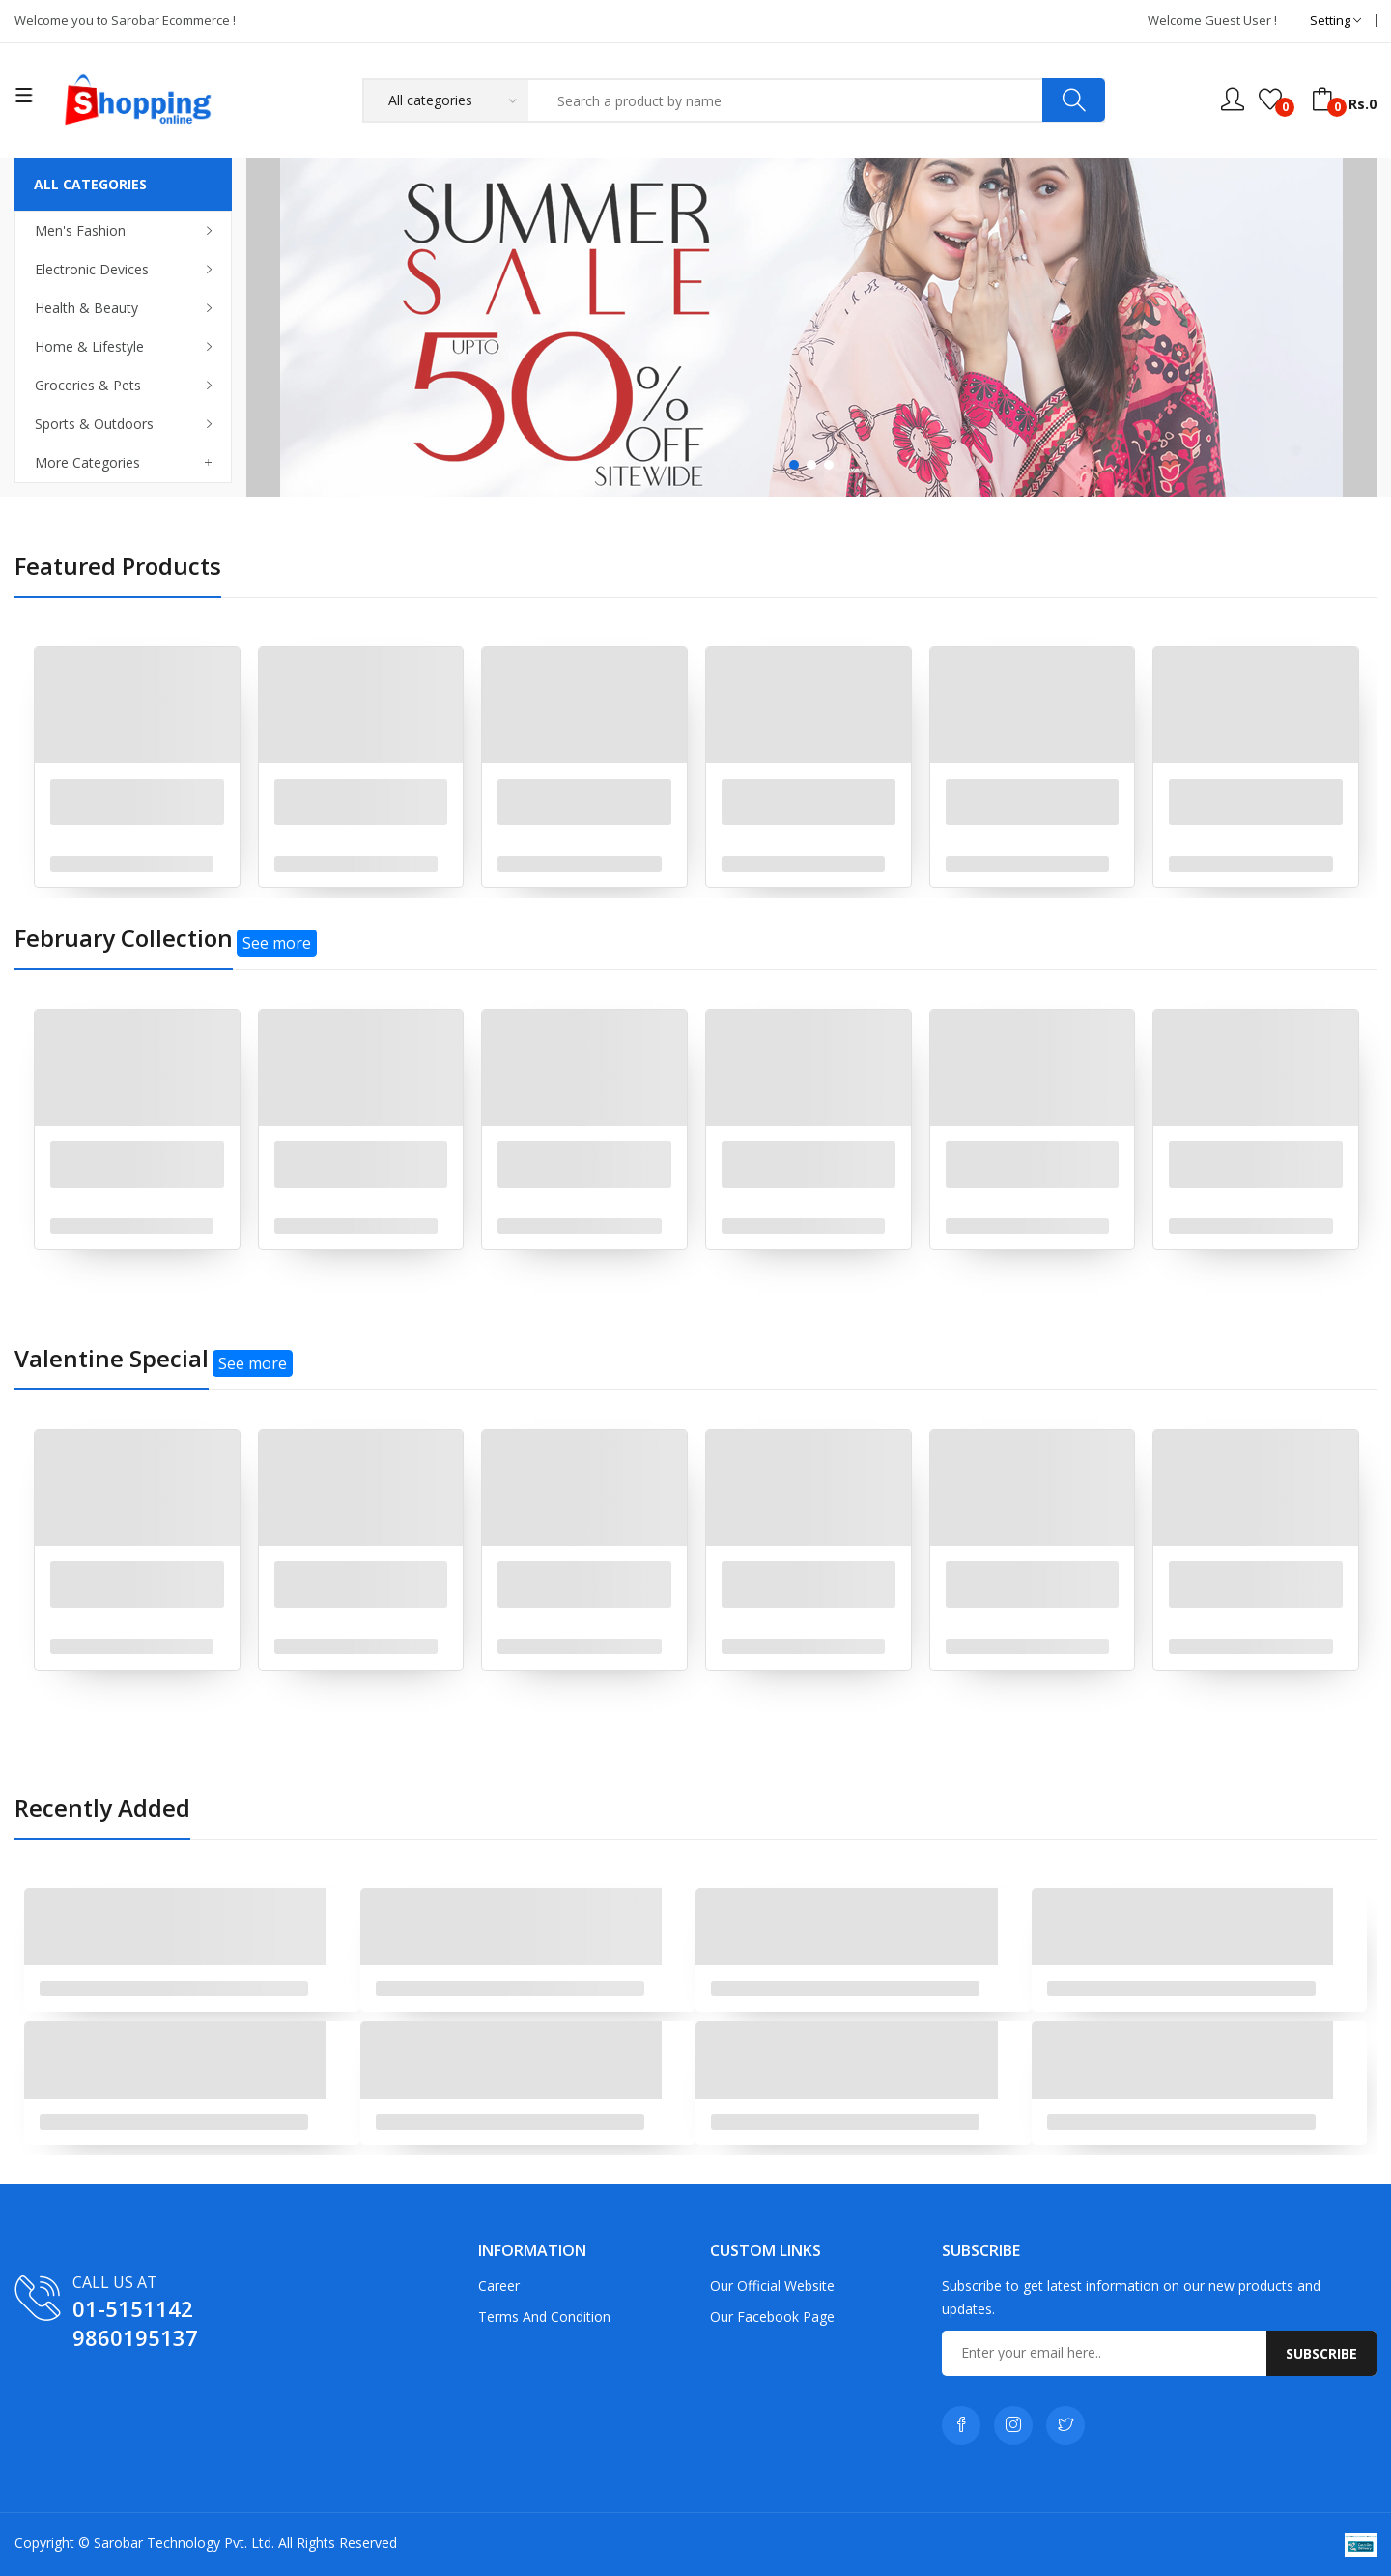 Welcome you to Sarobar Ecommerce !
Welcome Guest User !
Setting
Shopping
online
All categories
Search a product by name
0
0
Rs.0
ALL CATEGORIES
Men's Fashion
Electronic Devices
Health & Beauty
Home & Lifestyle
Groceries & Pets
Sports & Outdoors
More Categories
SUMMER
SALE
UPTO
50%
OFF
SITEWIDE
Featured Products
February Collection See more
Valentine Special See more
Recently Added
CALL US AT
01-5151142
9860195137
INFORMATION
Career
Terms And Condition
CUSTOM LINKS
Our Official Website
Our Facebook Page
SUBSCRIBE
Subscribe to get latest information on our new products and
updates.
Enter your email here..
SUBSCRIBE
Copyright © Sarobar Technology Pvt. Ltd. All Rights Reserved